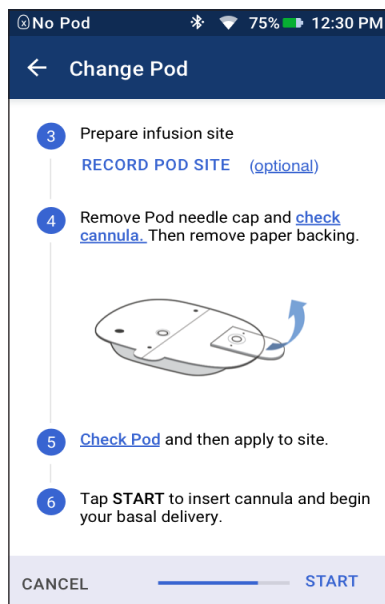 No Pod 75% 12:30 PM
Change Pod
3 Prepare infusion site
RECORD POD SITE (optional)
4 Remove Pod needle cap and check
cannula. Then remove paper backing.
5 Check Pod and then apply to site.
6 Tap START to insert cannula and begin
your basal delivery.
CANCEL START